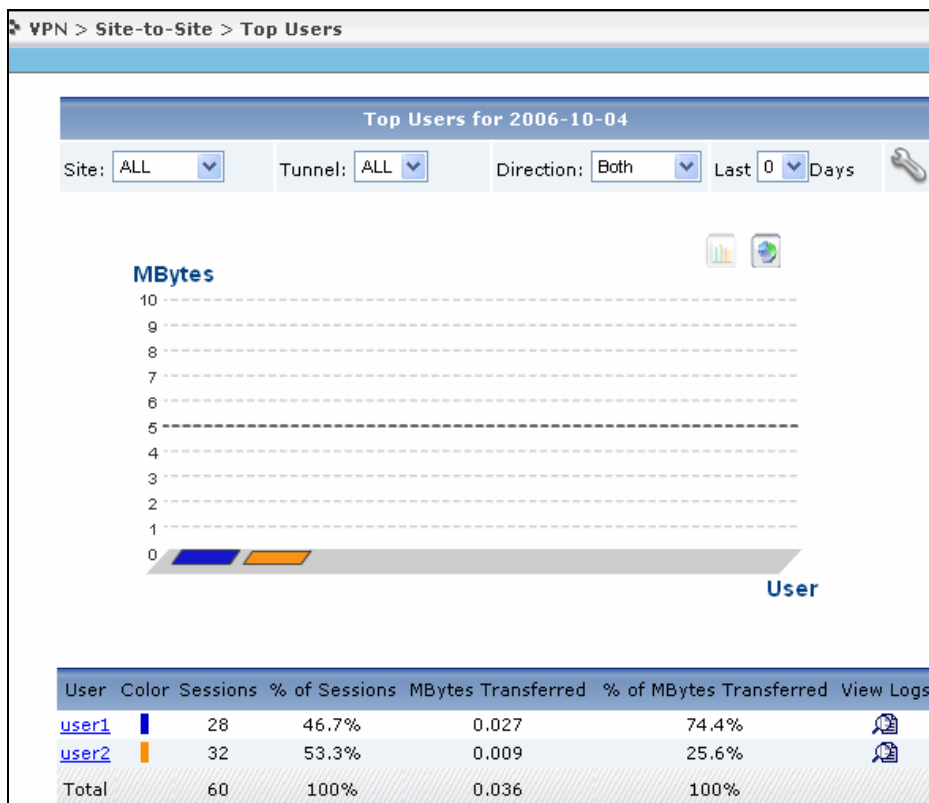 VPN > Site-to-Site > Top Users
Top Users for 2006-10-04
Site: ALL Tunnel: ALL Direction: Both Last 0 Days
MBytes
10
9
8
7
6
5
4
3
2
1
0
User
User Color Sessions % of Sessions MBytes Transferred % of MBytes Transferred View Logs
user1 28 46.7% 0.027 74.4%
user2 32 53.3% 0.009 25.6%
Total 60 100% 0.036 100%